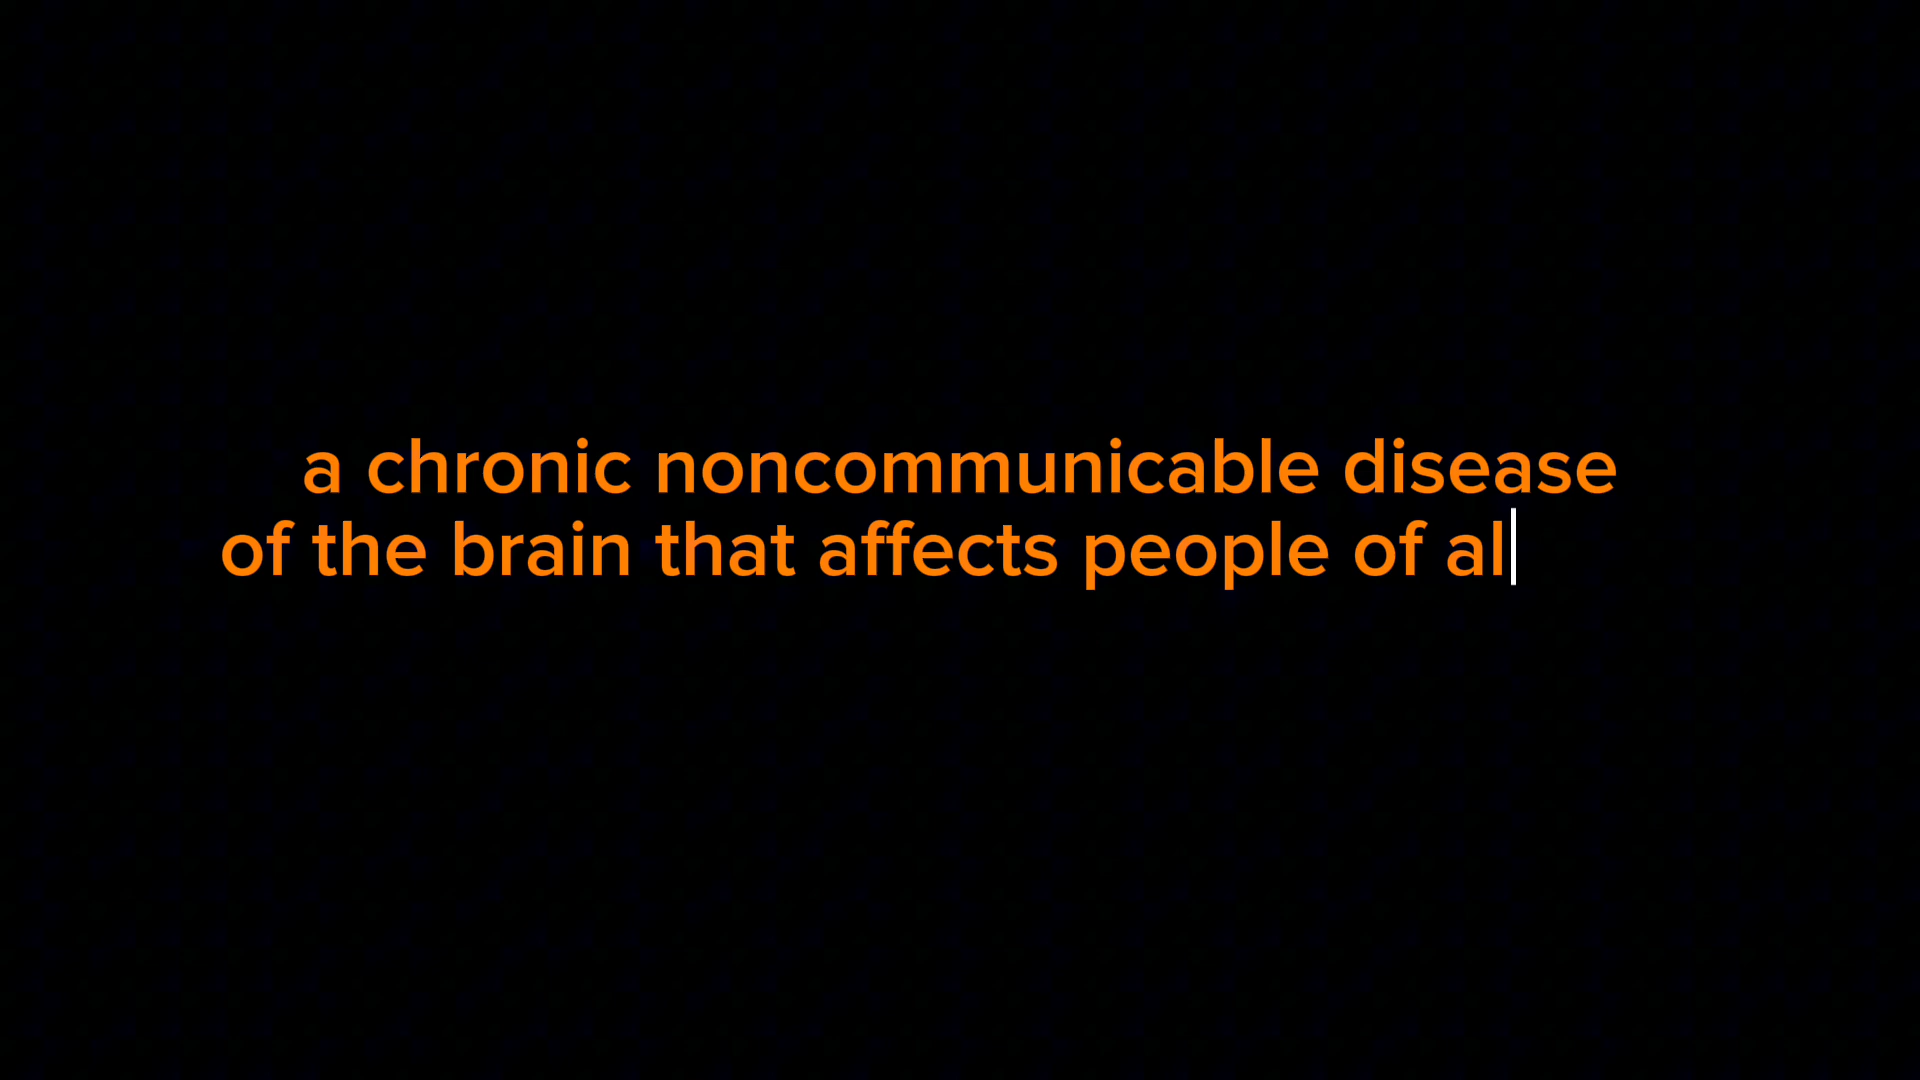 a chronic noncommunicable disease
of the brain that affects people of al